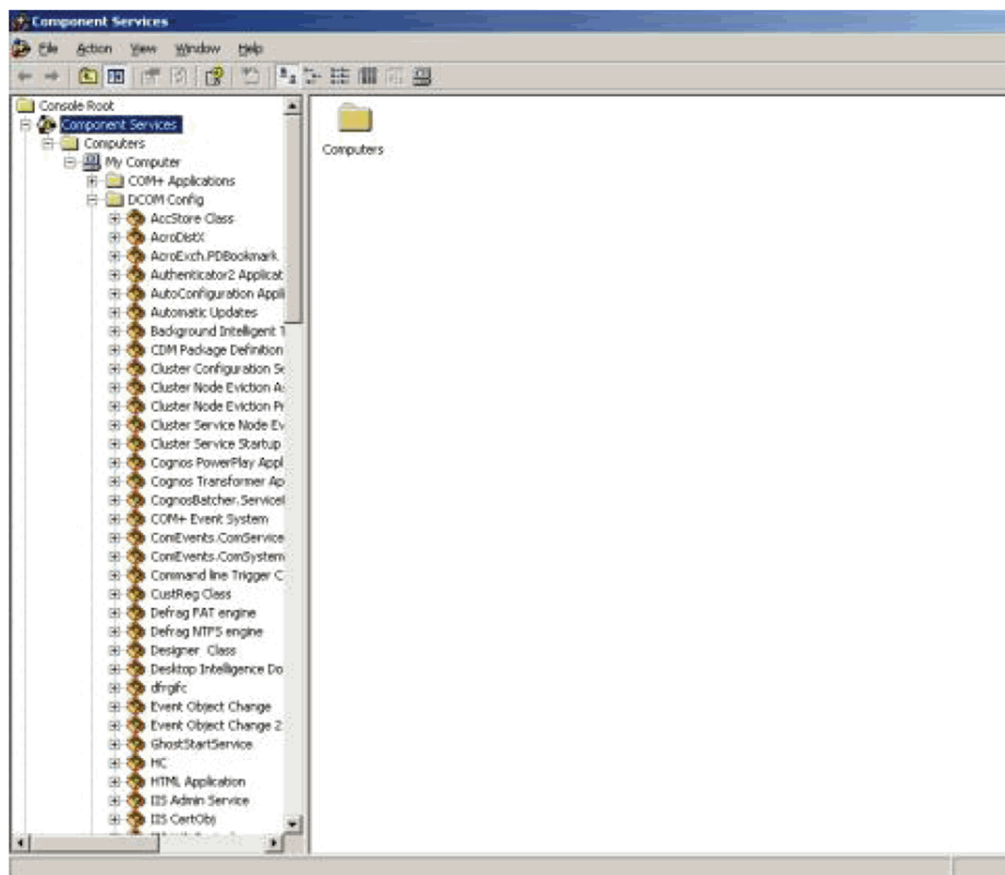 Component Services
File Action View Window Help
Console Root
Component Services
Computers
My Computer
COM+ Applications
DCOM Config
AccStore Class
AcroDistX
AcroExch.PDBookmark
Authenticator2 Applicat
AutoConfiguration Appli
Automatic Updates
Background Intelligent T
CDM Package Definition
Cluster Configuration Se
Cluster Node Eviction As
Cluster Node Eviction Pr
Cluster Service Node Ev
Cluster Service Startup
Cognos PowerPlay Appl
Cognos Transformer Ap
CognosBatcher.Service
COM+ Event System
ComEvents.ComService
ComEvents.ComSystem
Command line Trigger C
CustReg Class
Defrag FAT engine
Defrag NTFS engine
Designer Class
Desktop Intelligence Do
dfrgifc
Event Object Change
Event Object Change 2
GhostStartService
HC
HTML Application
IIS Admin Service
IIS CertObj
Computers